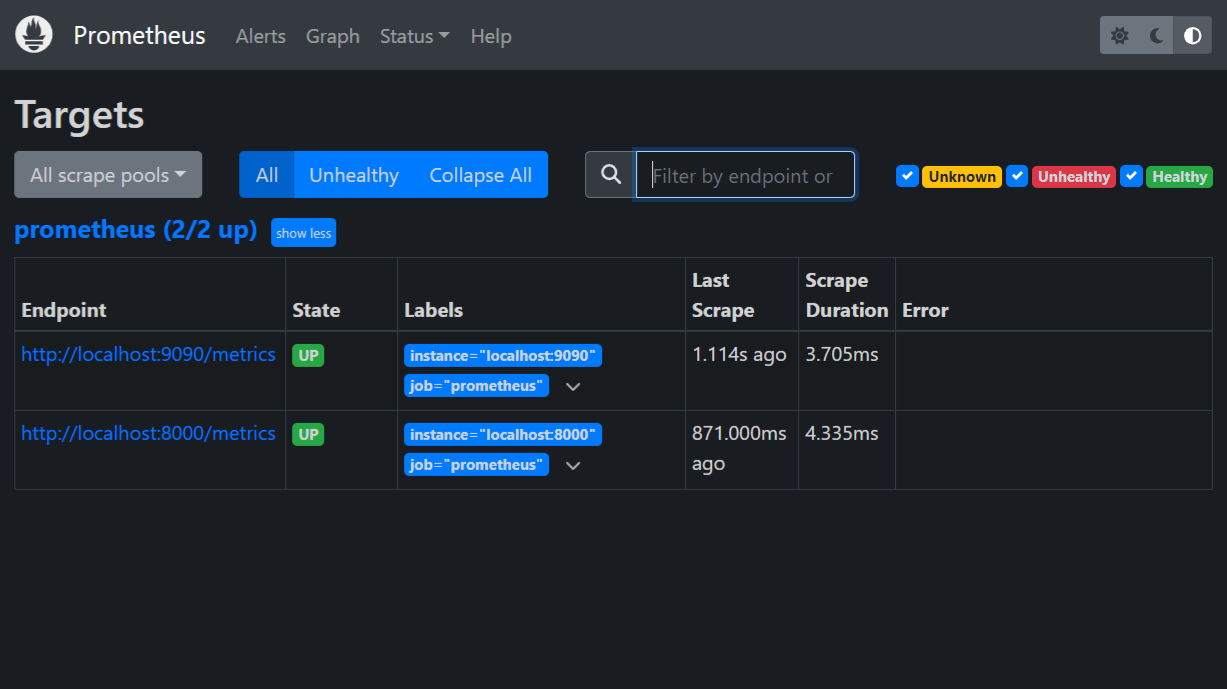 Prometheus Alerts Graph Status Help
Targets
All scrape pools All Unhealthy Collapse All Filter by endpoint or Unknown Unhealthy Healthy
prometheus (2/2 up) show less
Endpoint State Labels Last Scrape Scrape Duration Error
http://localhost:9090/metrics UP instance="localhost:9090" 1.114s ago 3.705ms
job="prometheus"
http://localhost:8000/metrics UP instance="localhost:8000" 871.000ms ago 4.335ms
job="prometheus"